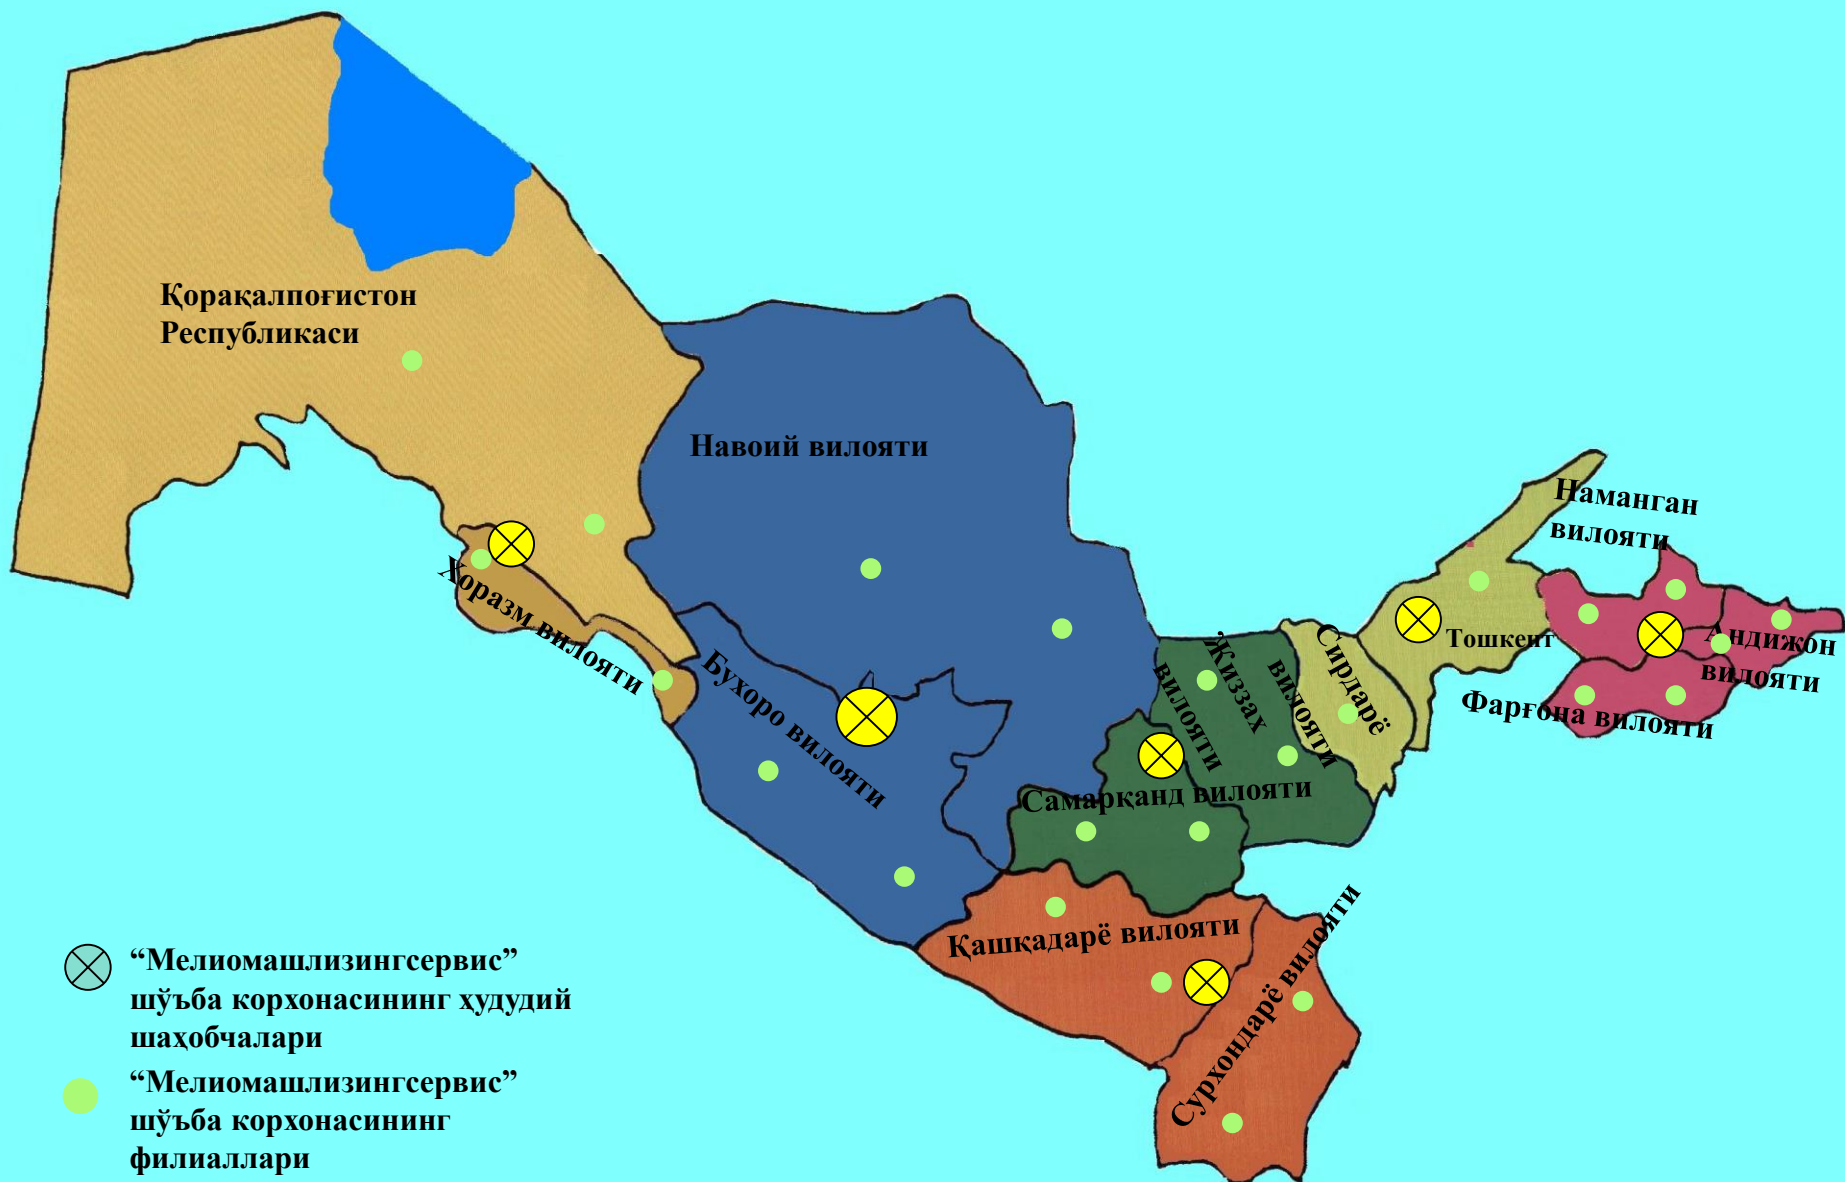 Қорақалпоғистон
Республикаси
Навоий вилояти
Хоразм вилояти
Бухоро вилояти
Жиззах
вилояти
Сирдарё
вилояти
Тошкент
Наманган
вилояти
Андижон
вилояти
Фарғона вилояти
Самарқанд вилояти
Қашқадарё вилояти
Сурхондарё вилояти
“Мелиомашлизингсервис”
шўъба корхонасининг ҳудудий
шаҳобчалари
“Мелиомашлизингсервис”
шўъба корхонасининг
филиаллари